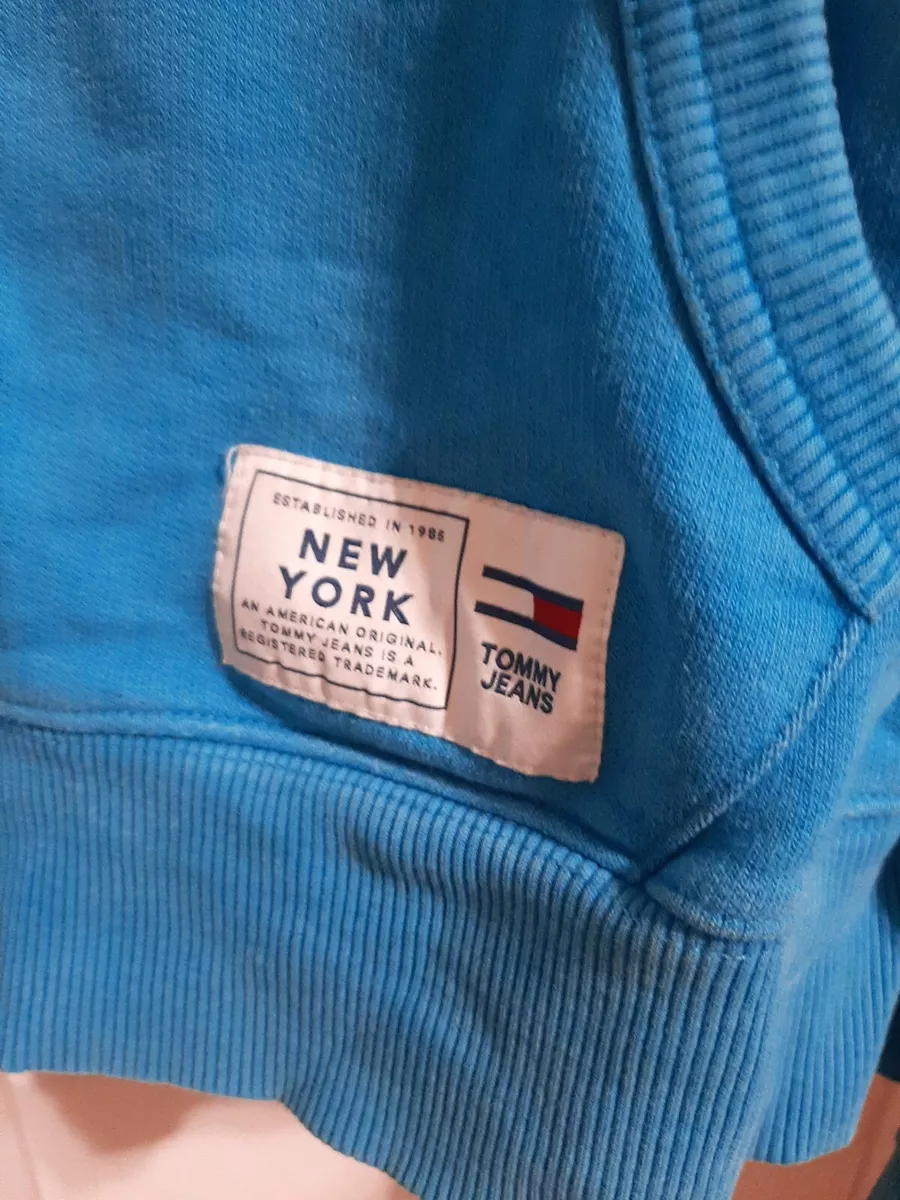 ESTABLISHED IN 1985
NEW
YORK
AN AMERICAN ORIGINAL.
TOMMY JEANS IS A
REGISTERED TRADEMARK.
TOMMY
JEANS